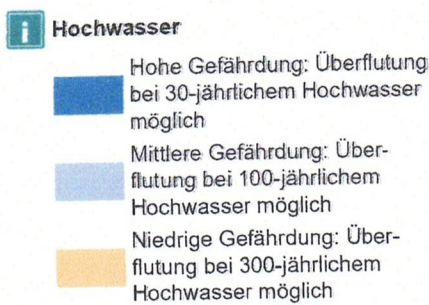 i Hochwasser
Hohe Gefährdung: Überflutung
bei 30-jährlichem Hochwasser
möglich
Mittlere Gefährdung: Über-
flutung bei 100-jährlichem
Hochwasser möglich
Niedrige Gefährdung: Über-
flutung bei 300-jährlichem
Hochwasser möglich